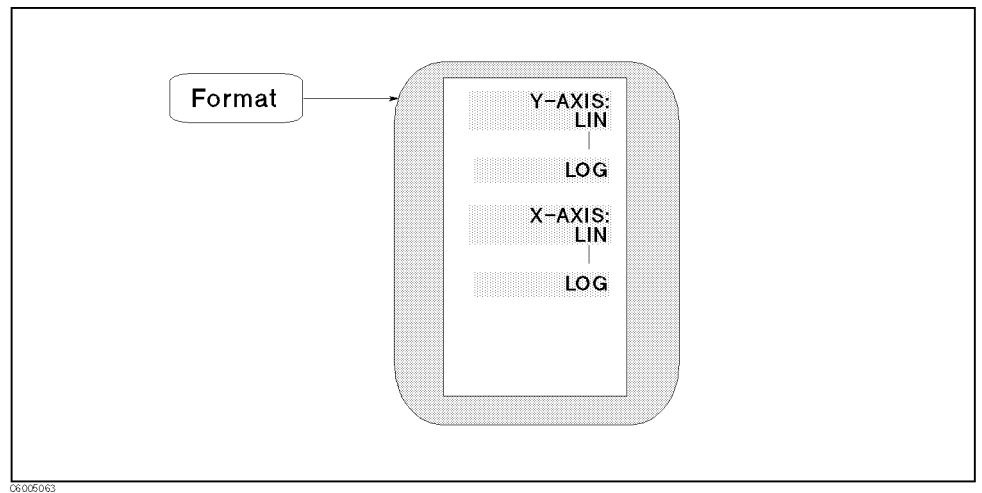 Format
Y-AXIS:
LIN
LOG
X-AXIS:
LIN
LOG
C6005063